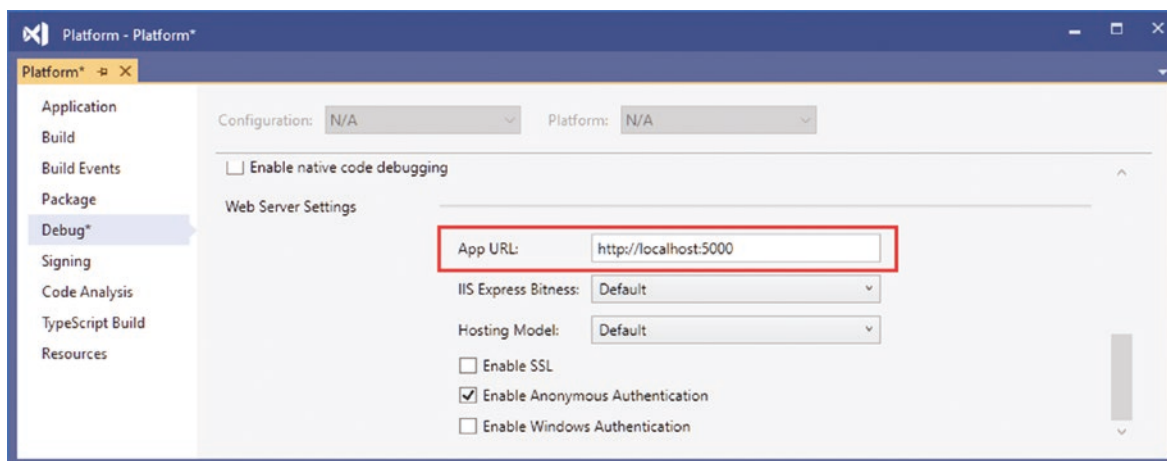 Platform - Platform*
Platform*
Application
Build
Build Events
Package
Debug*
Signing
Code Analysis
TypeScript Build
Resources
Configuration: N/A Platform: N/A
Enable native code debugging
Web Server Settings
App URL: http://localhost:5000
IIS Express Bitness: Default
Hosting Model: Default
Enable SSL
Enable Anonymous Authentication
Enable Windows Authentication